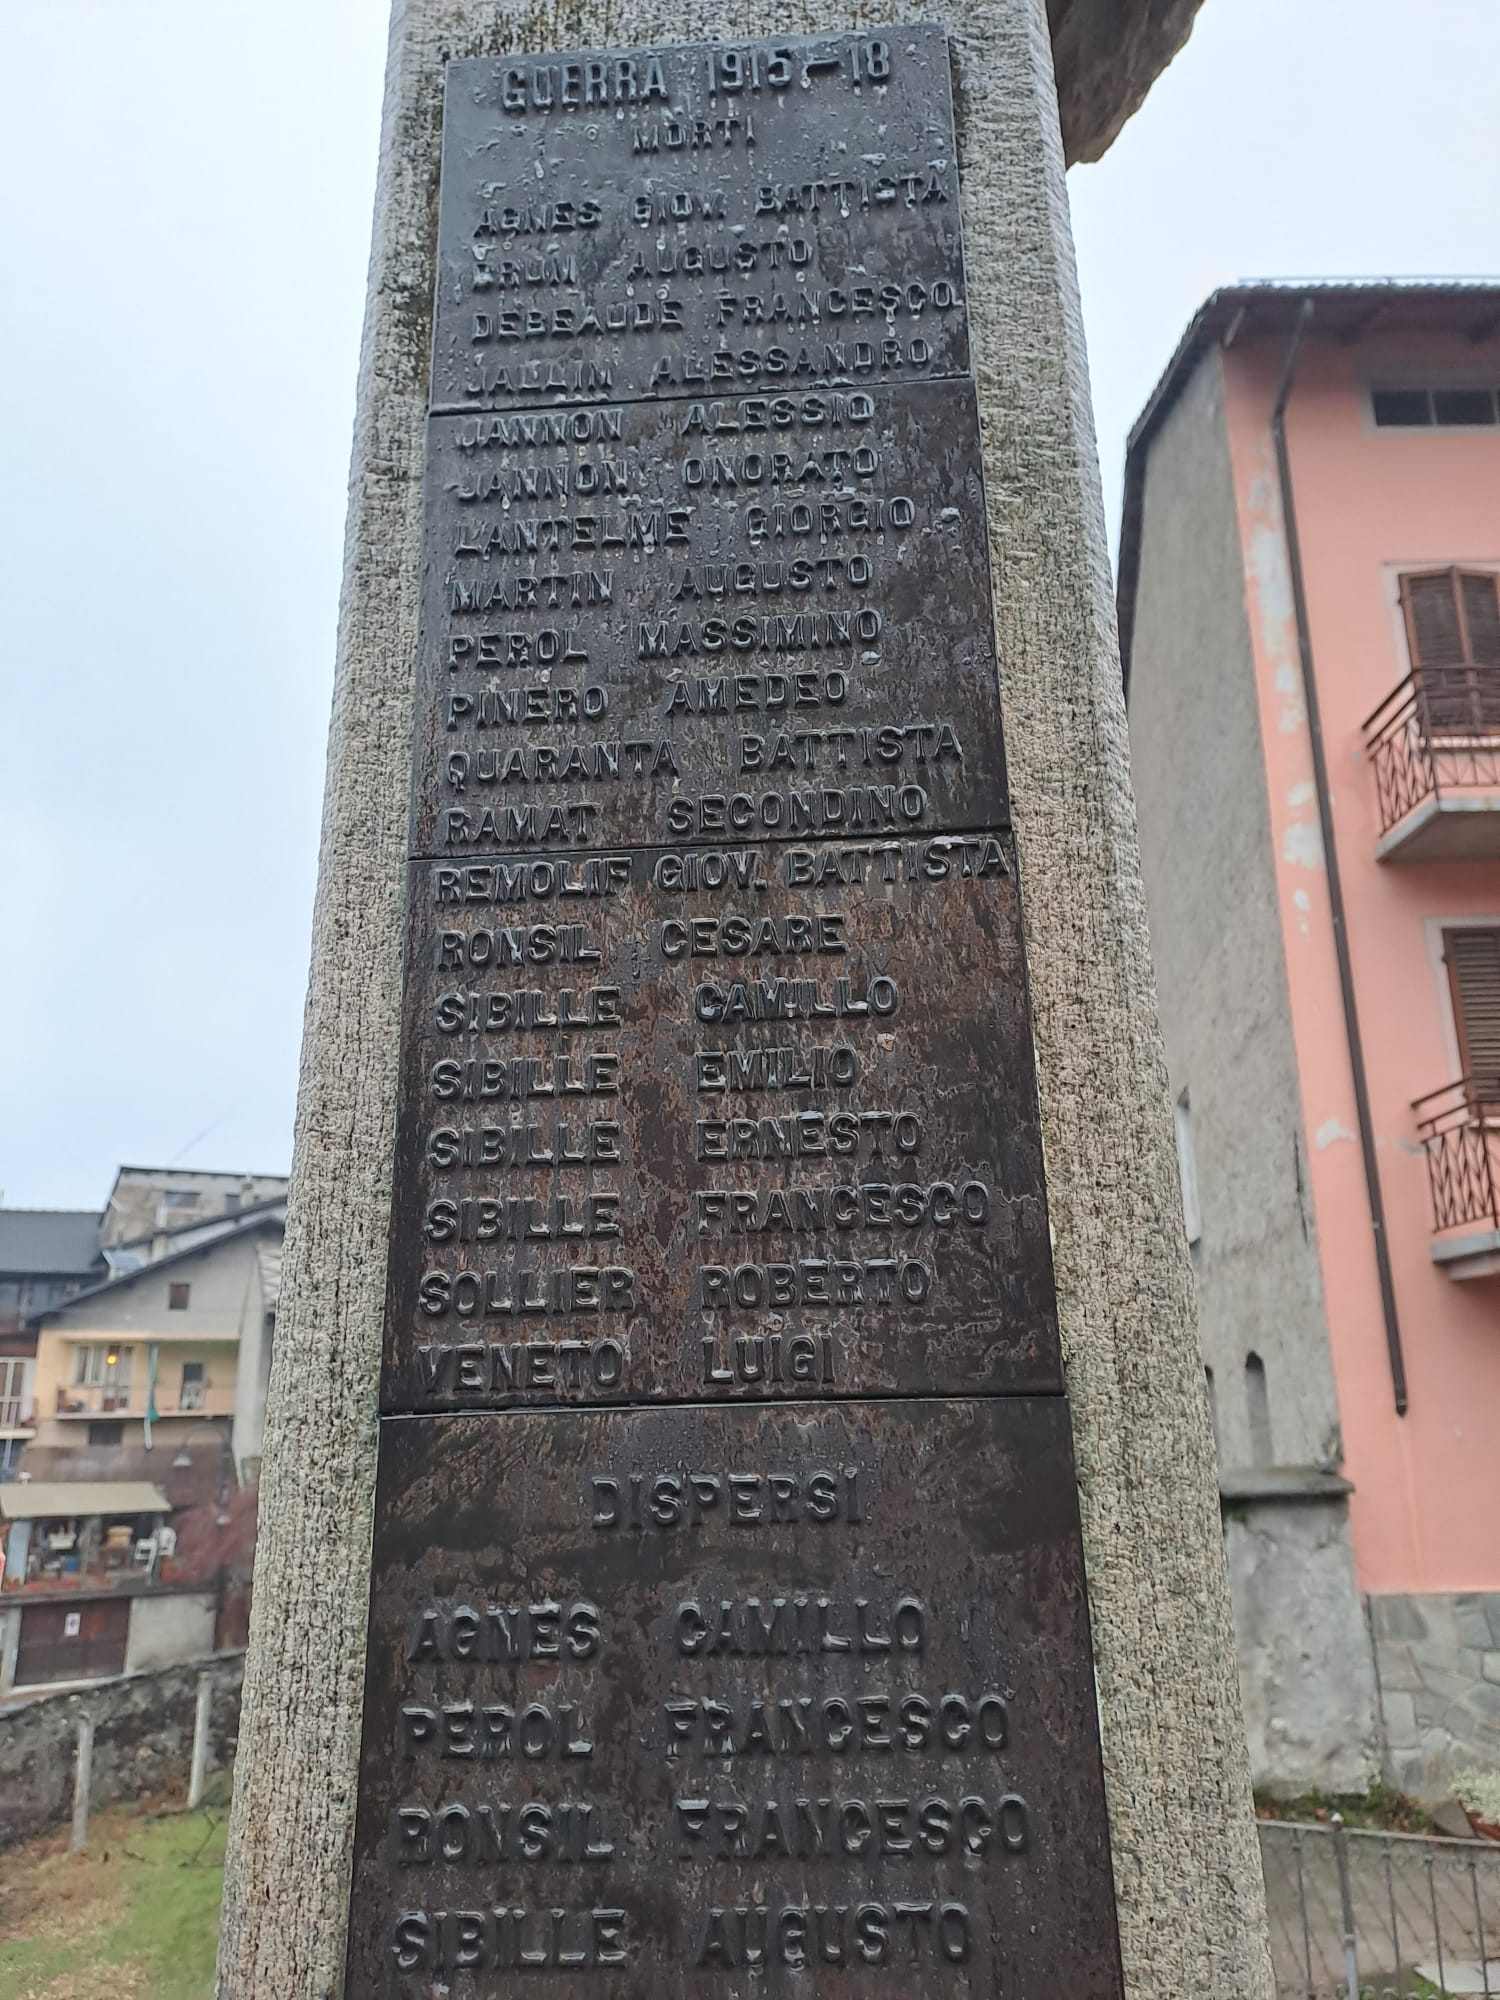 GUERRA 1915-18
MORTI
AGNES GIOV. BATTISTA
BRUM AUGUSTO
DEBEAUDE FRANCESCO
JALLIN ALESSANDRO
JANNON ALESSIO
JANNON ONORATO
LANTELME GIORGIO
MARTIN AUGUSTO
PEROL MASSIMINO
PINERO AMEDEO
QUARANTA BATTISTA
RAMAT SECONDINO
REMOLIF GIOV. BATTISTA
RONSIL CESARE
SIBILLE CAMILLO
SIBILLE EMILIO
SIBILLE ERNESTO
SIBILLE FRANCESCO
SOLLIER ROBERTO
VENETO LUIGI
DISPERSI
AGNES CAMILLO
PEROL FRANCESCO
RONSIL FRANCESCO
SIBILLE AUGUSTO